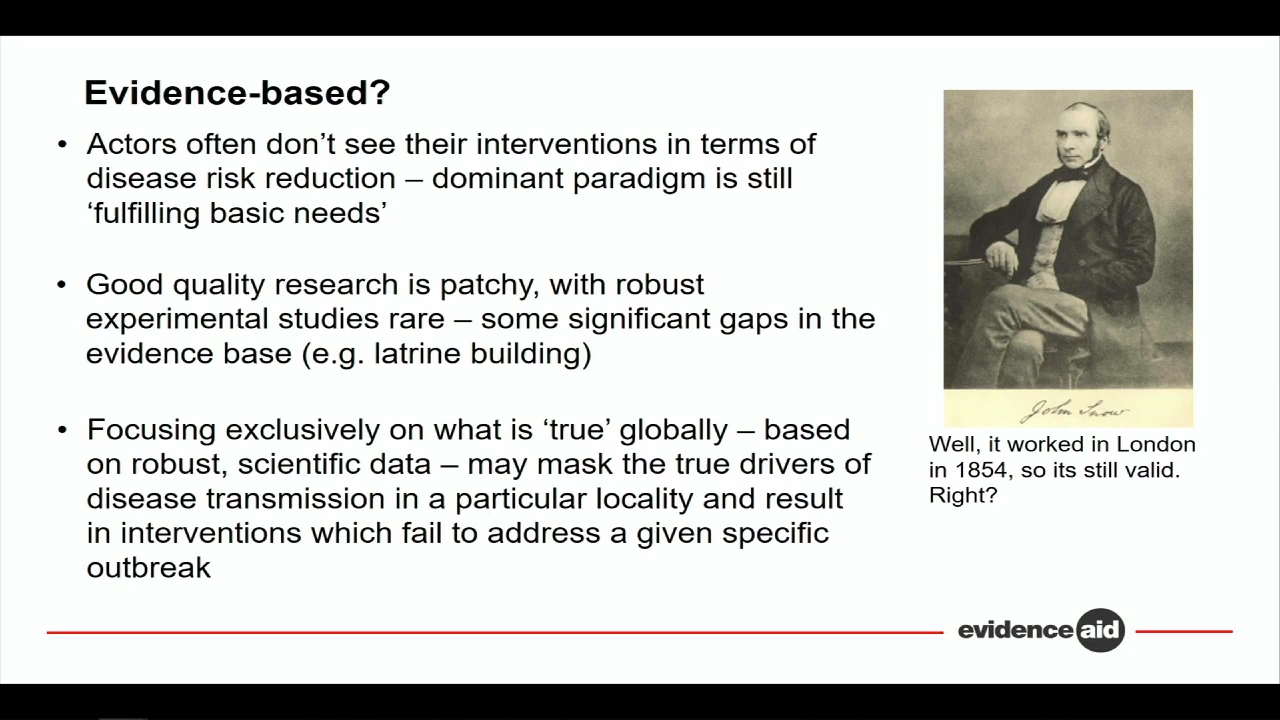 Evidence-based?
• Actors often don’t see their interventions in terms of
disease risk reduction – dominant paradigm is still
‘fulfilling basic needs’
• Good quality research is patchy, with robust
experimental studies rare – some significant gaps in the
evidence base (e.g. latrine building)
• Focusing exclusively on what is ‘true’ globally – based
on robust, scientific data – may mask the true drivers of
disease transmission in a particular locality and result
in interventions which fail to address a given specific
outbreak
John Snow
Well, it worked in London
in 1854, so its still valid.
Right?
evidence aid